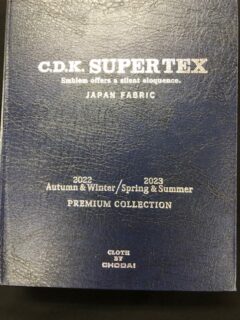 C.D.K. SUPERTEX
Emblem offers a silent eloquence.
JAPAN FABRIC
2022 2023
Autumn & Winter/Spring & Summer
PREMIUM COLLECTION
CLOTH
BY
CHODAI